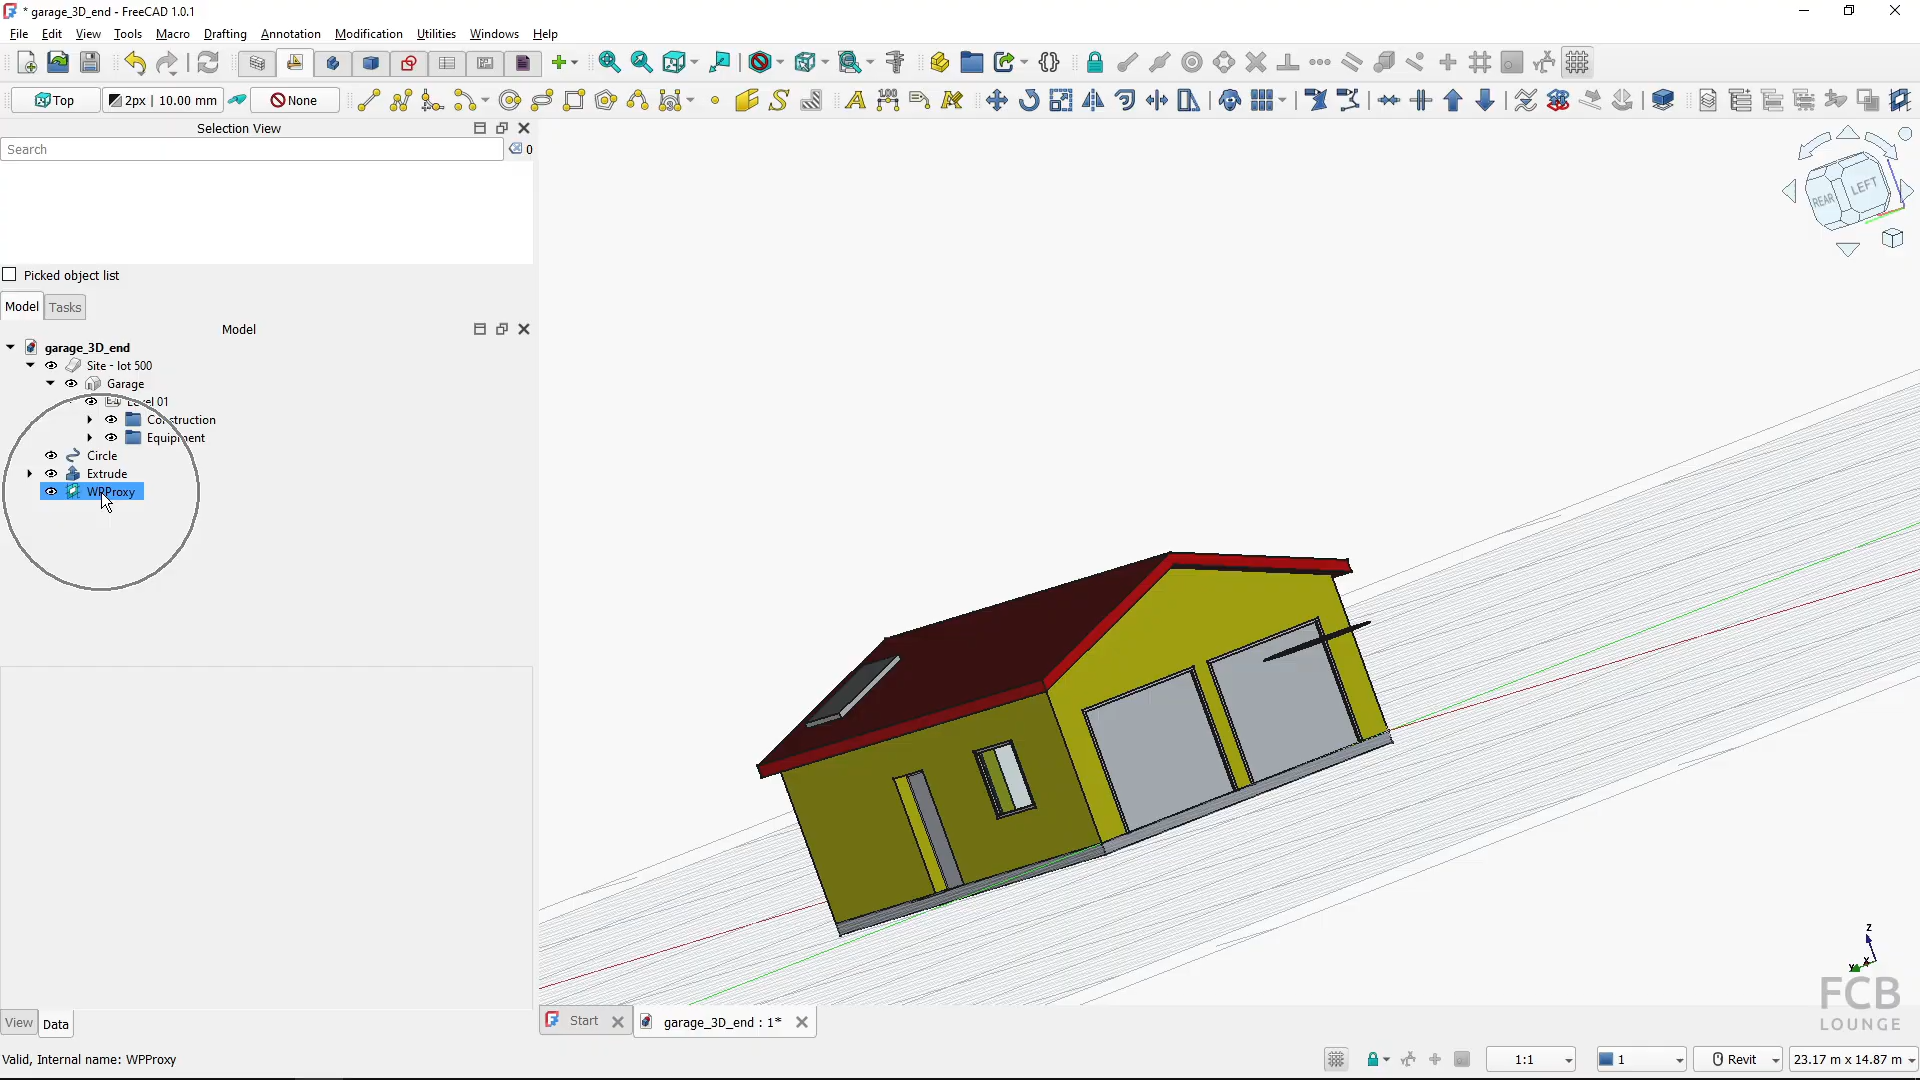 * garage_3D_end - FreeCAD 1.0.1
File Edit View Tools Macro Drafting Annotation Modification Utilities Windows Help
Top 2px | 10.00 mm None
Selection View
Search 0
Picked object list
Model Tasks
Model
garage_3D_end
Site - lot 500
Garage
Level 01
Construction
Equipment
Circle
Extrude
WPProxy
REAR LEFT
z
Y x
FCB
LOUNGE
View Data
Start garage_3D_end : 1*
Valid, Internal name: WPProxy
1:1 1 Revit 23.17 m x 14.87 m